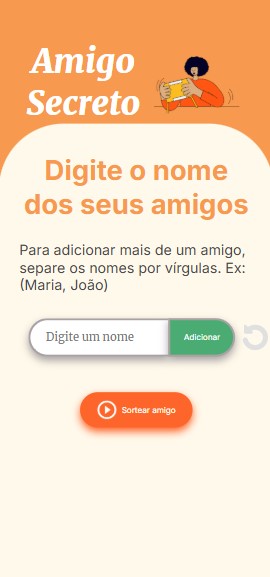 Amigo
Secreto
Digite o nome
dos seus amigos
Para adicionar mais de um amigo,
separe os nomes por vírgulas. Ex:
(Maria, João)
Digite um nome
Adicionar
Sortear amigo